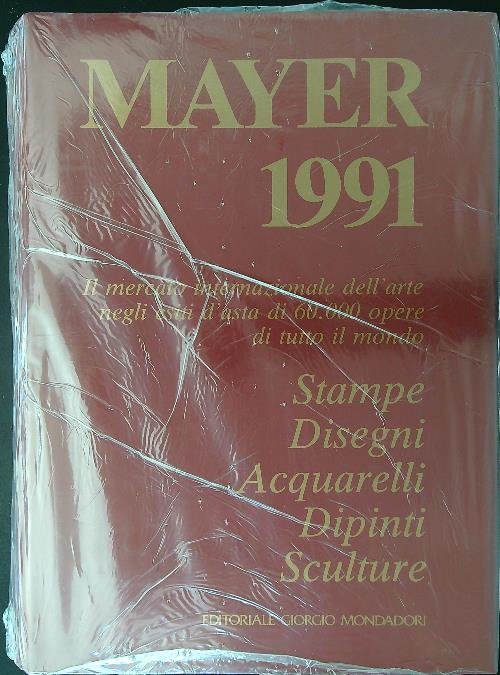 MAYER
1991
Il mercato internazionale dell'arte
negli esiti d'asta di 60.000 opere
di tutto il mondo
Stampe
Disegni
Acquarelli
Dipinti
Sculture
EDITORIALE GIORGIO MONDADORI